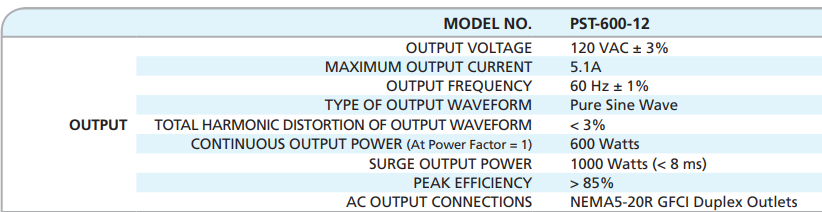 MODEL NO. PST-600-12
OUTPUT VOLTAGE 120 VAC ± 3%
MAXIMUM OUTPUT CURRENT 5.1A
OUTPUT FREQUENCY 60 Hz ± 1%
TYPE OF OUTPUT WAVEFORM Pure Sine Wave
OUTPUT TOTAL HARMONIC DISTORTION OF OUTPUT WAVEFORM < 3%
CONTINUOUS OUTPUT POWER (At Power Factor = 1) 600 Watts
SURGE OUTPUT POWER 1000 Watts (< 8 ms)
PEAK EFFICIENCY > 85%
AC OUTPUT CONNECTIONS NEMA5-20R GFCI Duplex Outlets